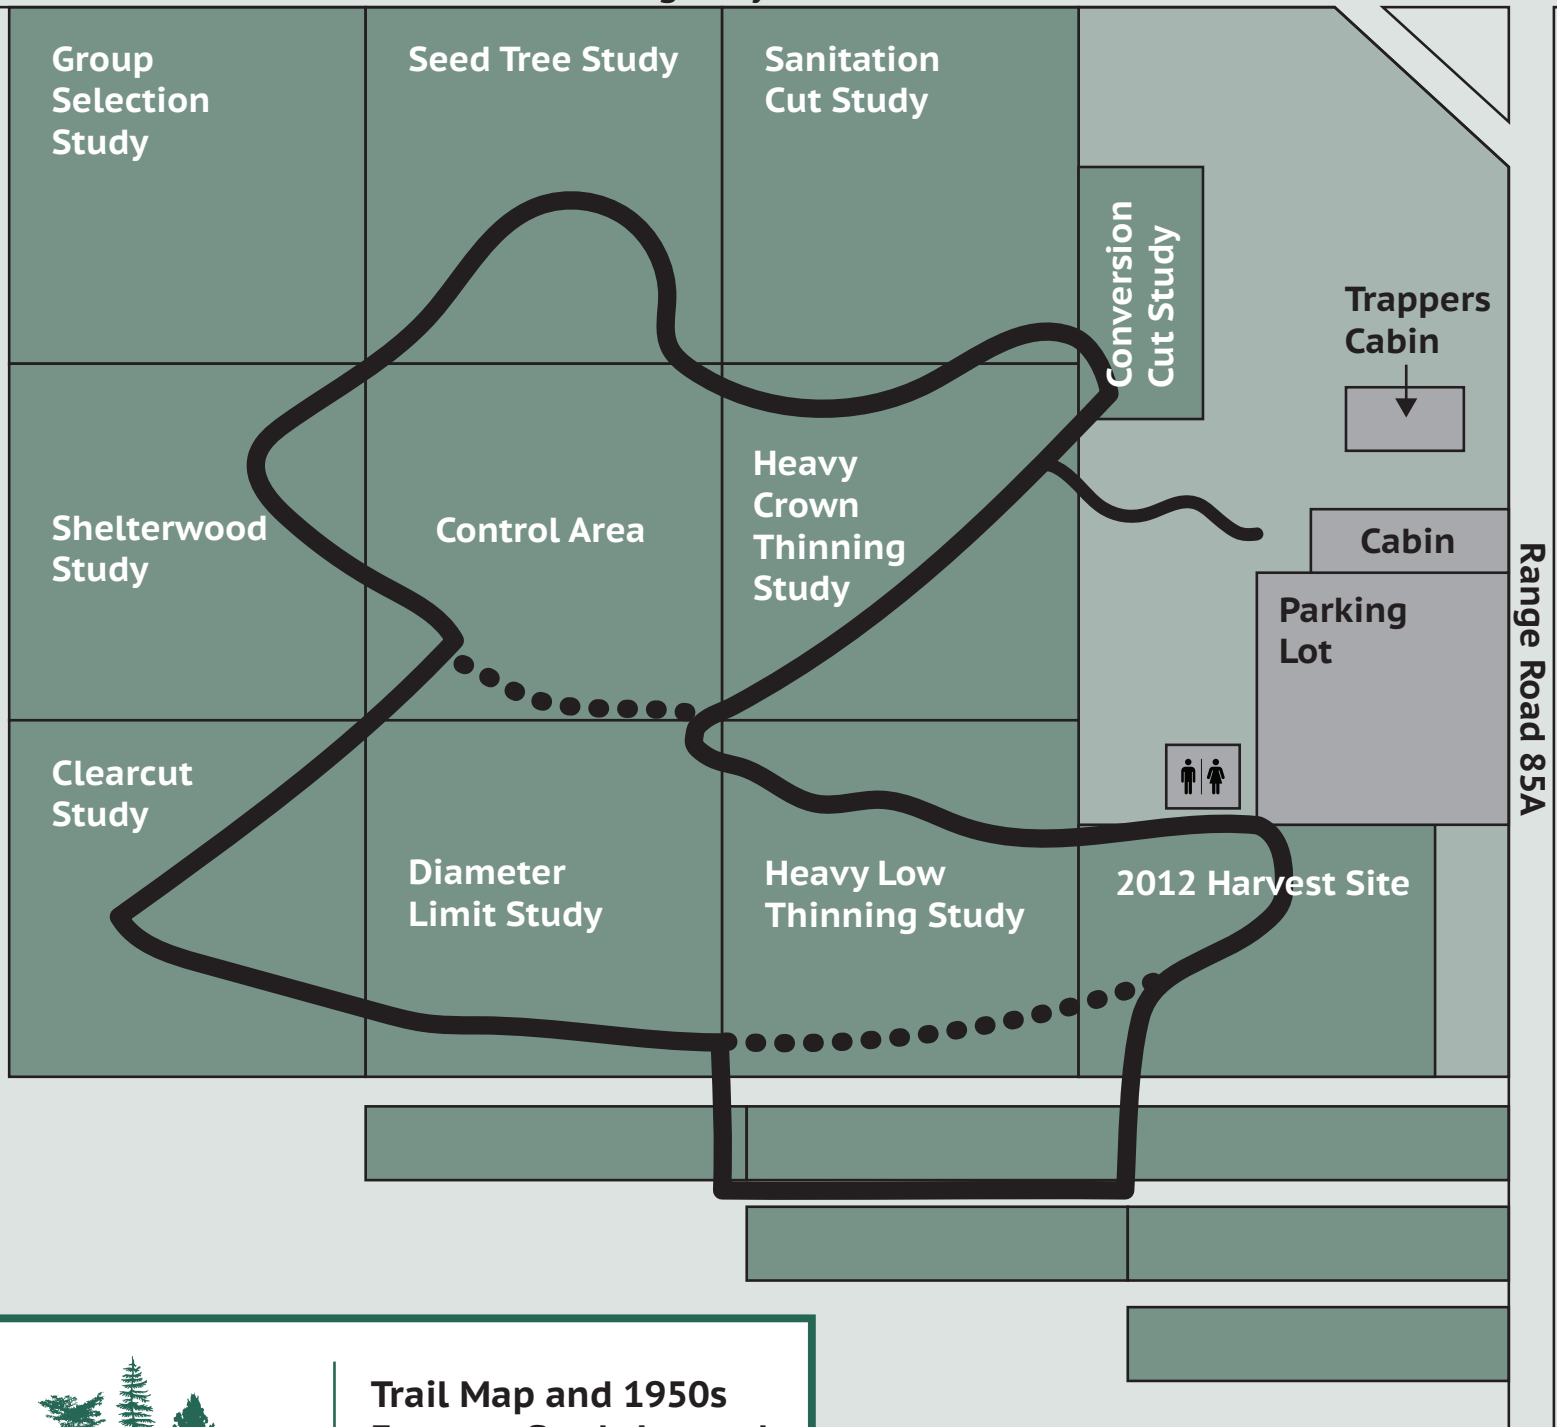 Group
Selection
Study
Seed Tree Study
Sanitation
Cut Study
Conversion
Cut Study
Trappers
Cabin
Shelterwood
Study
Control Area
Heavy
Crown
Thinning
Study
Cabin
Parking
Lot
Range Road 85A
Clearcut
Study
Diameter
Limit Study
Heavy Low
Thinning Study
2012 Harvest Site
Trail Map and 1950s